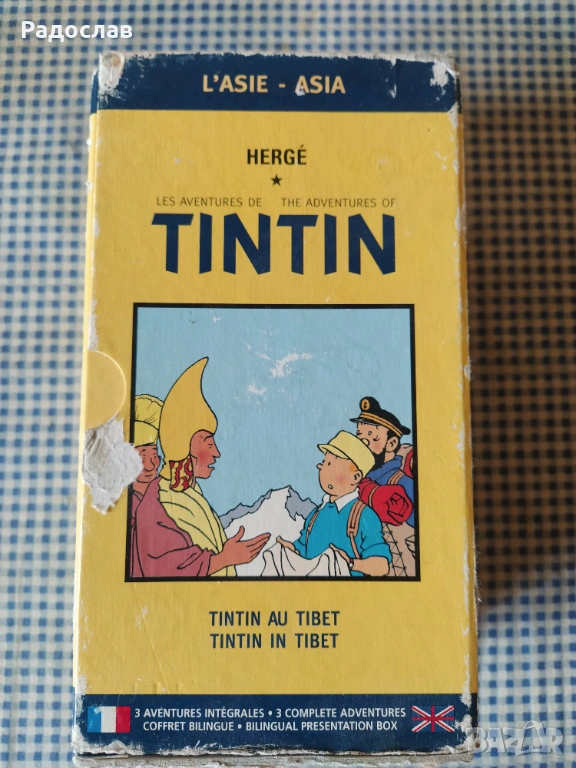 Радослав
L'ASIE - ASIA
HERGÉ
LES AVENTURES DE THE ADVENTURES OF
TINTIN
TINTIN AU TIBET
TINTIN IN TIBET
3 AVENTURES INTÉGRALES • 3 COMPLETE ADVENTURES
COFFRET BILINGUE • BILINGUAL PRESENTATION BOX
BAZAR